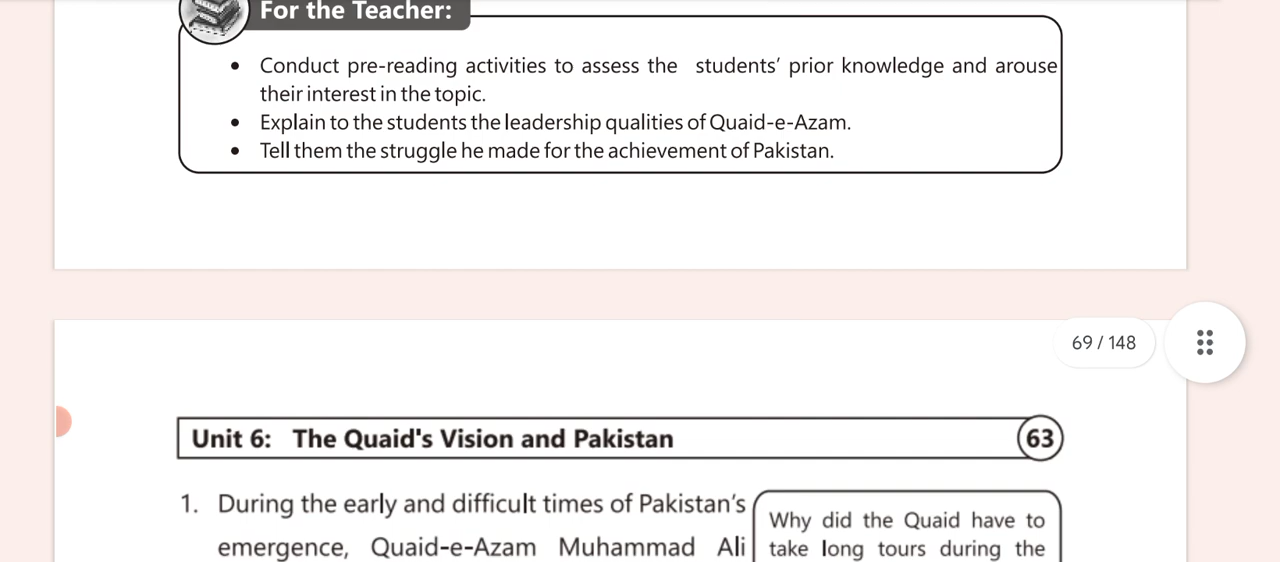 For the Teacher:
• Conduct pre-reading activities to assess the students' prior knowledge and arouse
their interest in the topic.
• Explain to the students the leadership qualities of Quaid-e-Azam.
• Tell them the struggle he made for the achievement of Pakistan.
69 / 148
Unit 6: The Quaid's Vision and Pakistan
63
1. During the early and difficult times of Pakistan's
emergence, Quaid-e-Azam Muhammad Ali
Why did the Quaid have to
take long tours during the